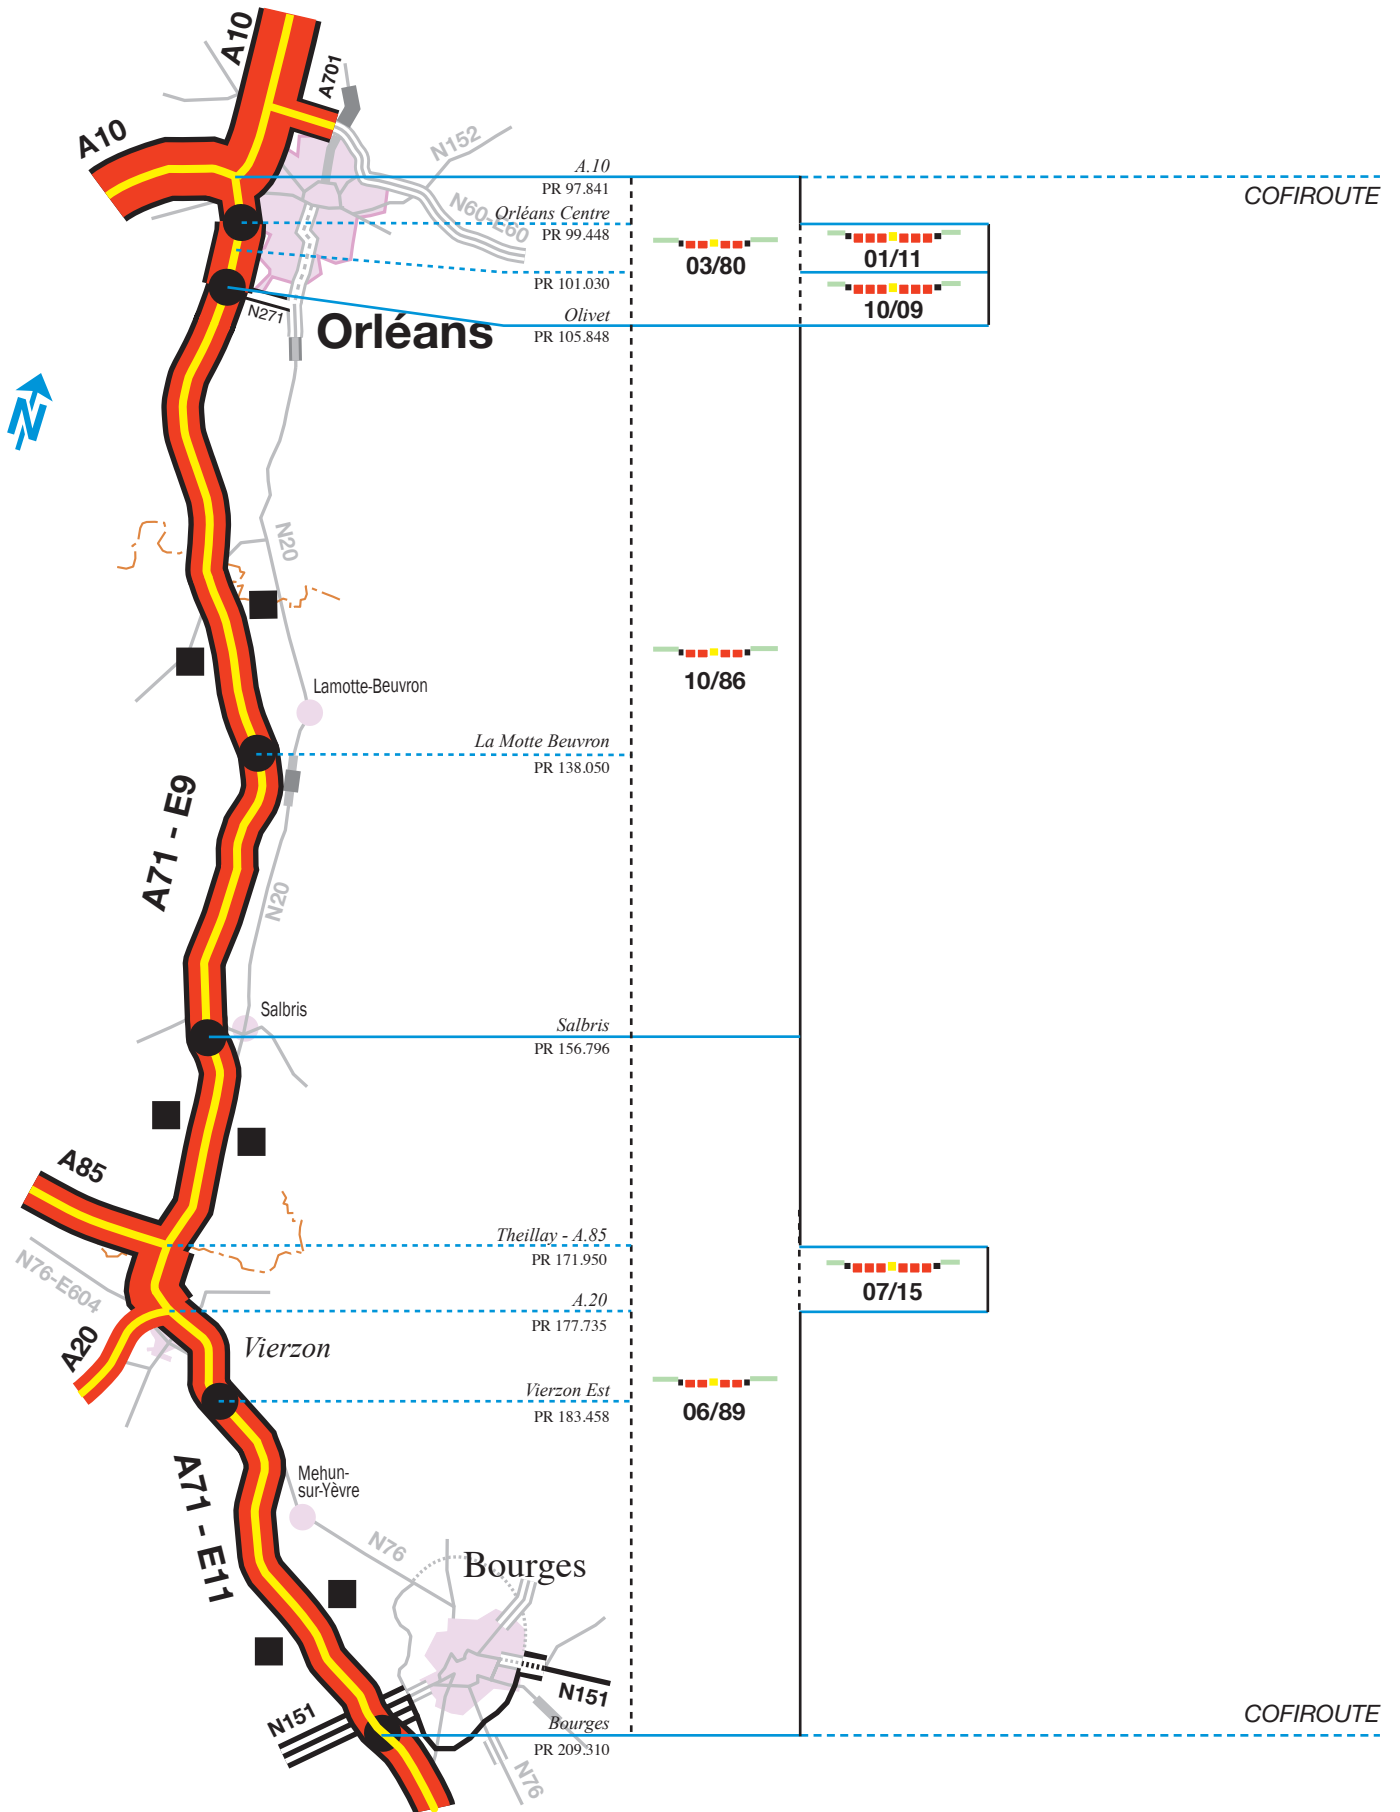 A10
A701
A10
N152
A.10
PR 97.841
COFIROUTE
N60-E60
Orléans Centre
PR 99.448
03/80
01/11
PR 101.030
10/09
N271
Orléans
Olivet
PR 105.848
N
N20
10/86
Lamotte-Beuvron
La Motte Beuvron
PR 138.050
A71 - E9
N20
Salbris
Salbris
PR 156.796
A85
Theillay - A.85
PR 171.950
N76-E604
07/15
A.20
PR 177.735
A20
Vierzon
Vierzon Est
PR 183.458
06/89
A71 - E11
Mehun-
sur-Yèvre
N76
Bourges
N151
N151
Bourges
PR 209.310
COFIROUTE
N76